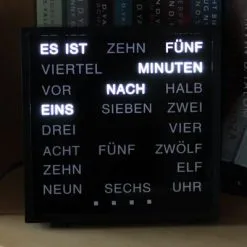 ES IST ZEHN FÜNF
VIERTEL MINUTEN
VOR NACH HALB
EINS SIEBEN ZWEI
DREI VIER
ACHT FÜNF ZWÖLF
ZEHN ELF
NEUN SECHS UHR